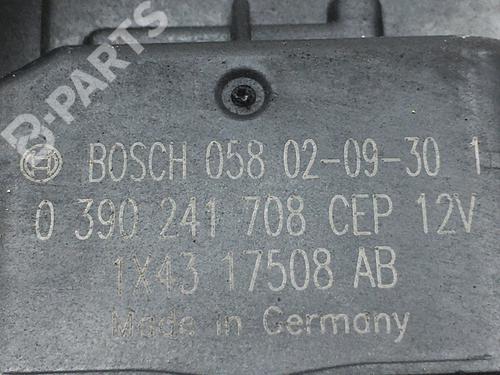 B-PARTS
BOSCH 058 02-09-30 1
0 390 241 708 CEP 12V
1X43 17508 AB
Made in Germany